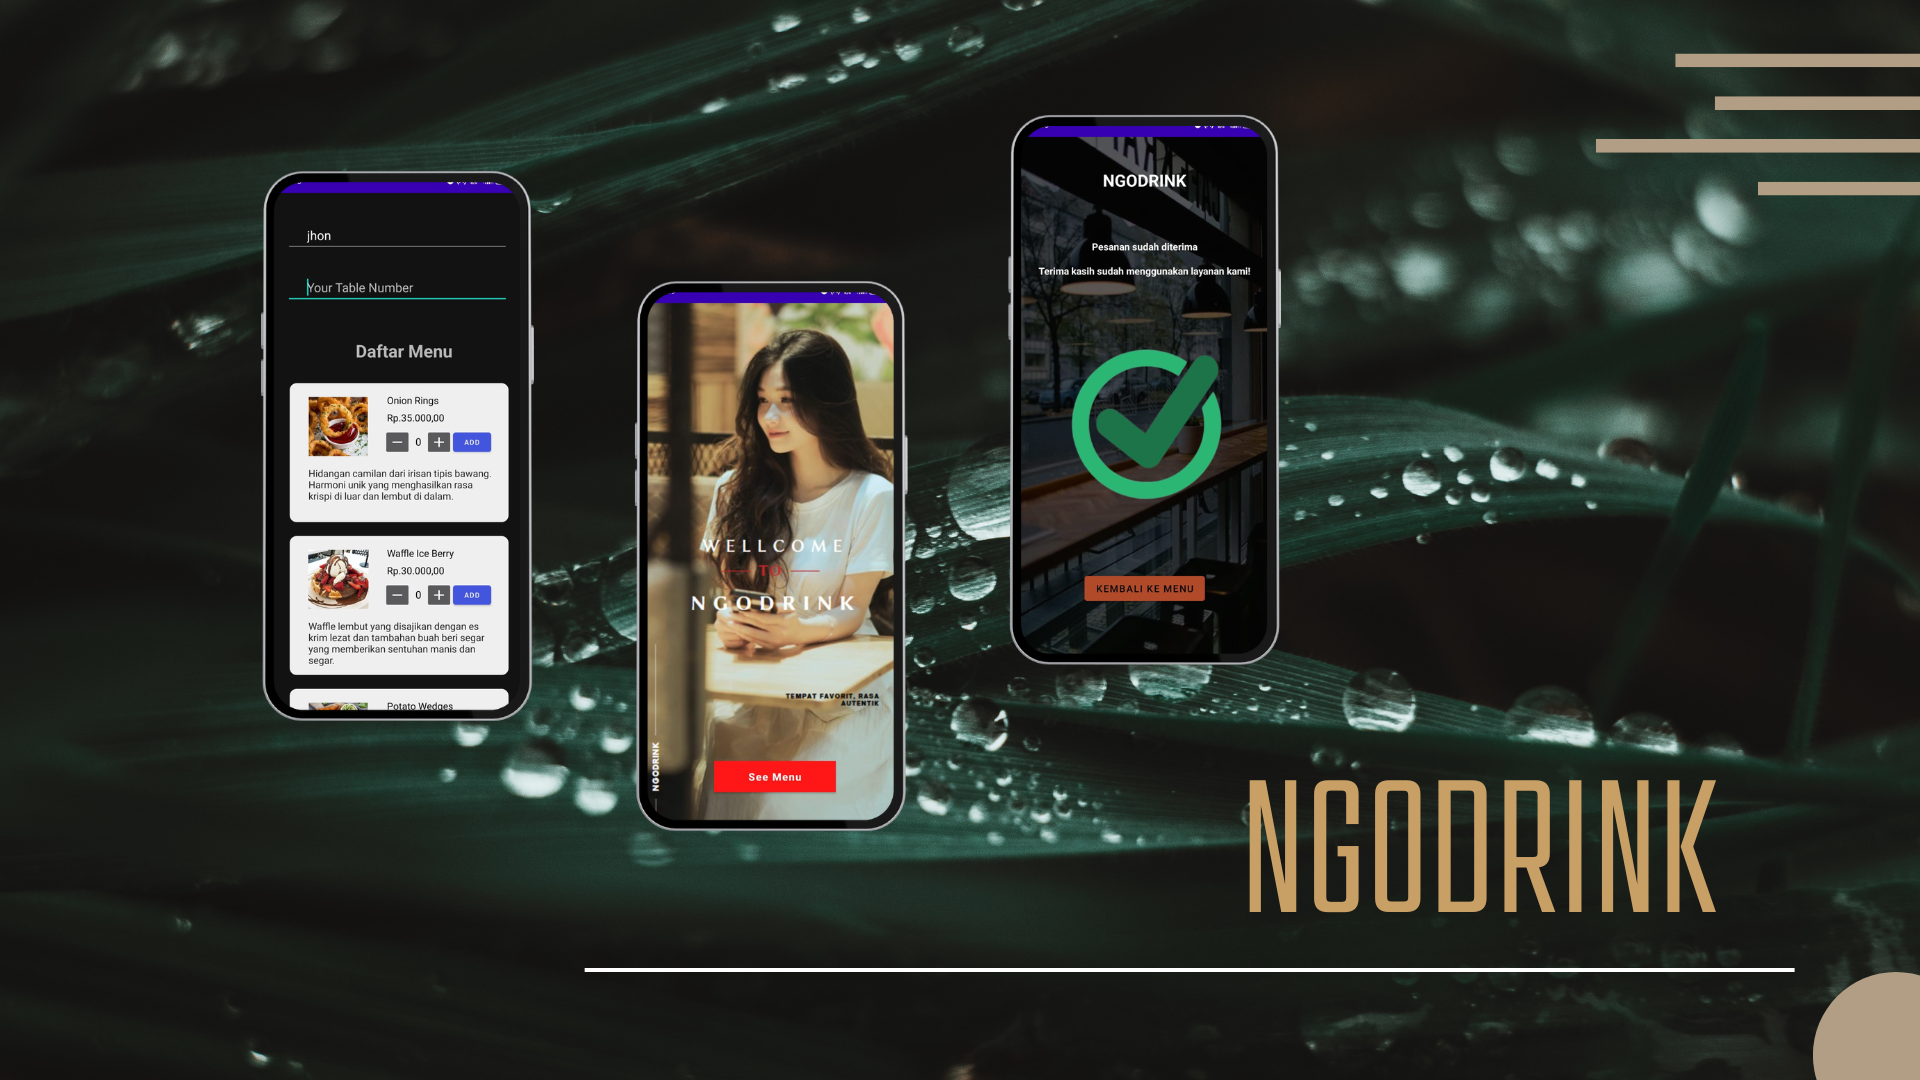 jhon
Your Table Number
Daftar Menu
Onion Rings
Rp.35.000,00
0
ADD
Hidangan camilan dari irisan tipis bawang.
Harmoni unik yang menghasilkan rasa
krispi di luar dan lembut di dalam.
Waffle Ice Berry
Rp.30.000,00
0
ADD
Waffle lembut yang disajikan dengan es
krim lezat dan tambahan buah beri segar
yang memberikan sentuhan manis dan
segar.
Potato Wedges
WELLCOME
TO
NGODRINK
TEMPAT FAVORIT, RASA
AUTENTIK
NGODRINK
See Menu
NGODRINK
Pesanan sudah diterima
Terima kasih sudah menggunakan layanan kami!
KEMBALI KE MENU
NGODRINK